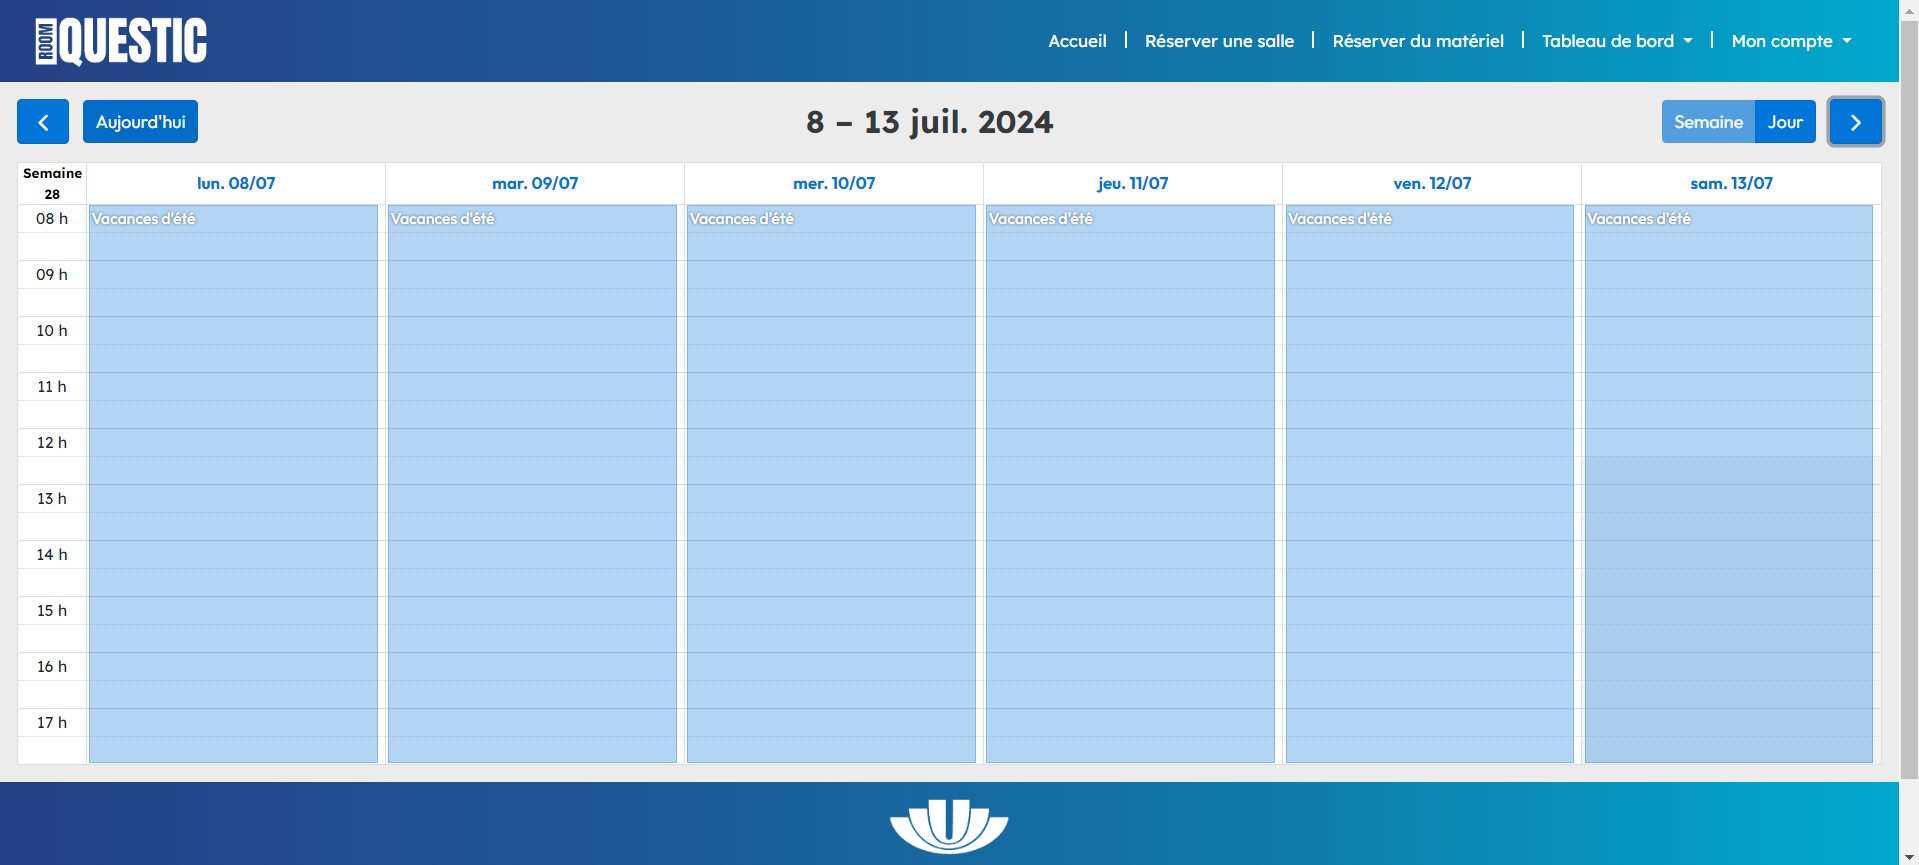 ROOM QUESTIC
Accueil | Réserver une salle | Réserver du matériel | Tableau de bord | Mon compte
Aujourd'hui
8 – 13 juil. 2024
Semaine Jour
Semaine 28
lun. 08/07 mar. 09/07 mer. 10/07 jeu. 11/07 ven. 12/07 sam. 13/07
08 h Vacances d'été Vacances d'été Vacances d'été Vacances d'été Vacances d'été Vacances d'été
09 h
10 h
11 h
12 h
13 h
14 h
15 h
16 h
17 h
U